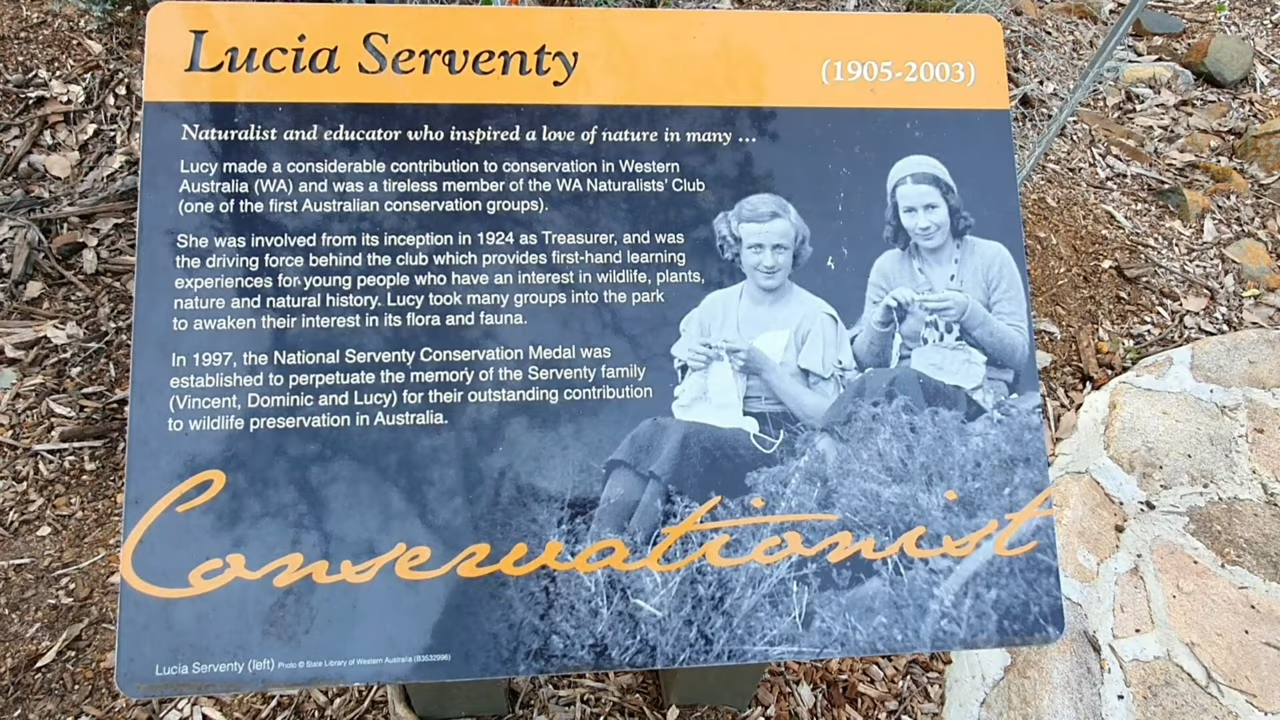 Lucia Serventy
(1905-2003)
Naturalist and educator who inspired a love of nature in many ...
Lucy made a considerable contribution to conservation in Western
Australia (WA) and was a tireless member of the WA Naturalists' Club
(one of the first Australian conservation groups).
She was involved from its inception in 1924 as Treasurer, and was
the driving force behind the club which provides first-hand learning
experiences for young people who have an interest in wildlife, plants,
nature and natural history. Lucy took many groups into the park
to awaken their interest in its flora and fauna.
In 1997, the National Serventy Conservation Medal was
established to perpetuate the memory of the Serventy family
(Vincent, Dominic and Lucy) for their outstanding contribution
to wildlife preservation in Australia.
Conservationist
Lucia Serventy (left) Photo © State Library of Western Australia (B3532996)